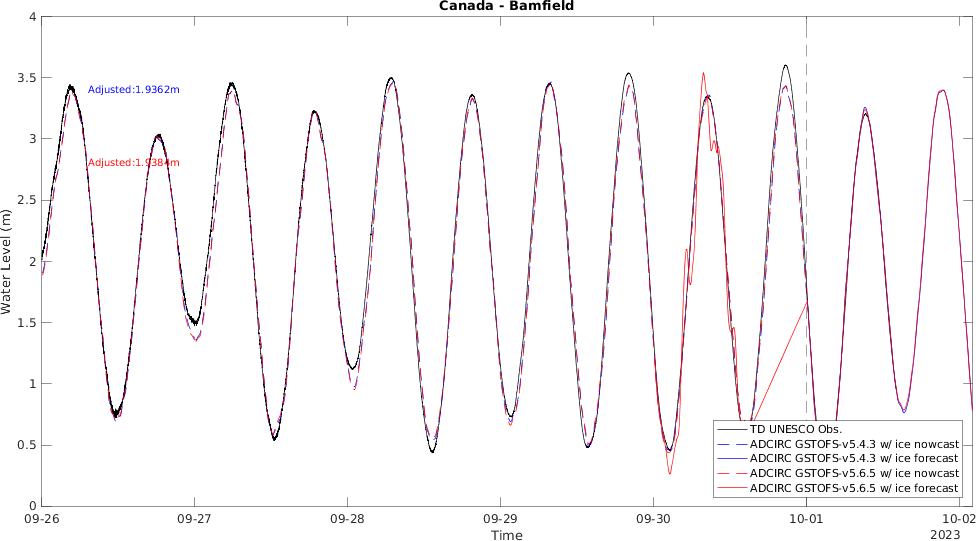 Canada - Bamfield
4
3.5
3
2.5
2
1.5
1
0.5
0
Water Level (m)
Adjusted:1.9362m
Adjusted:1.9384m
TD UNESCO Obs.
ADCIRC GSTOFS-v5.4.3 w/ ice nowcast
ADCIRC GSTOFS-v5.4.3 w/ ice forecast
ADCIRC GSTOFS-v5.6.5 w/ ice nowcast
ADCIRC GSTOFS-v5.6.5 w/ ice forecast
09-26 09-27 09-28 09-29 09-30 10-01 10-02
Time
2023